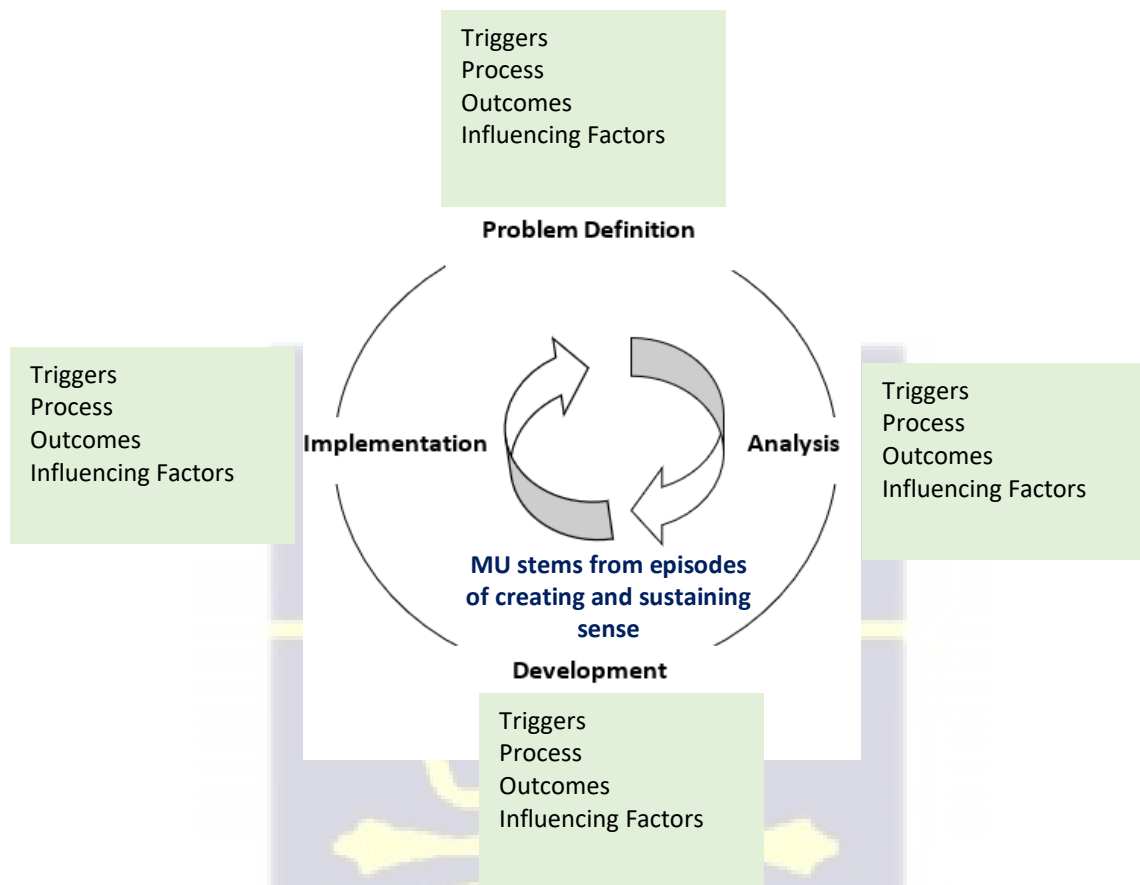 Triggers
Process
Outcomes
Influencing Factors
Problem Definition
Triggers
Process
Outcomes
Influencing Factors
Implementation
Analysis
Triggers
Process
Outcomes
Influencing Factors
MU stems from episodes
of creating and sustaining
sense
Development
Triggers
Process
Outcomes
Influencing Factors